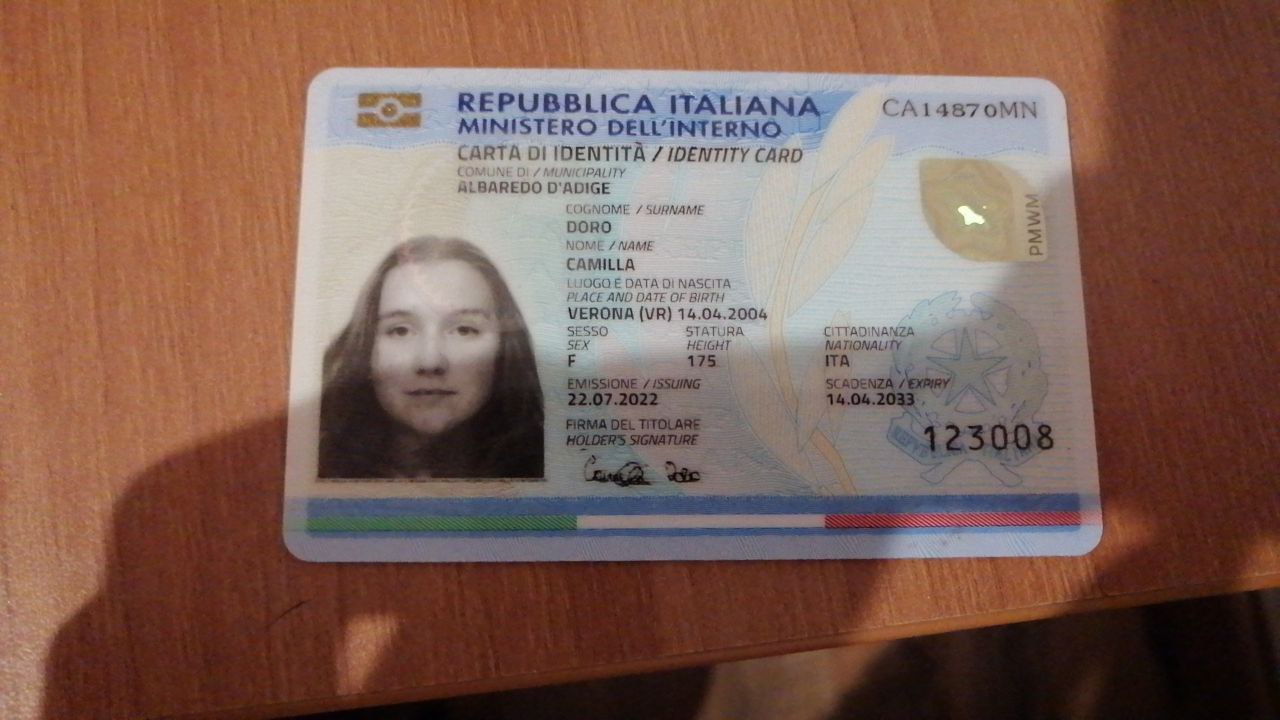 REPUBBLICA ITALIANA
MINISTERO DELL'INTERNO
CA14870MN
CARTA DI IDENTITÀ / IDENTITY CARD
COMUNE DI / MUNICIPALITY
ALBAREDO D'ADIGE
COGNOME / SURNAME
DORO
NOME / NAME
CAMILLA
LUOGO E DATA DI NASCITA
PLACE AND DATE OF BIRTH
VERONA (VR) 14.04.2004
SESSO STATURA CITTADINANZA
SEX HEIGHT NATIONALITY
F 175 ITA
EMISSIONE / ISSUING SCADENZA / EXPIRY
22.07.2022 14.04.2033
FIRMA DEL TITOLARE
HOLDER'S SIGNATURE
123008
PMWM